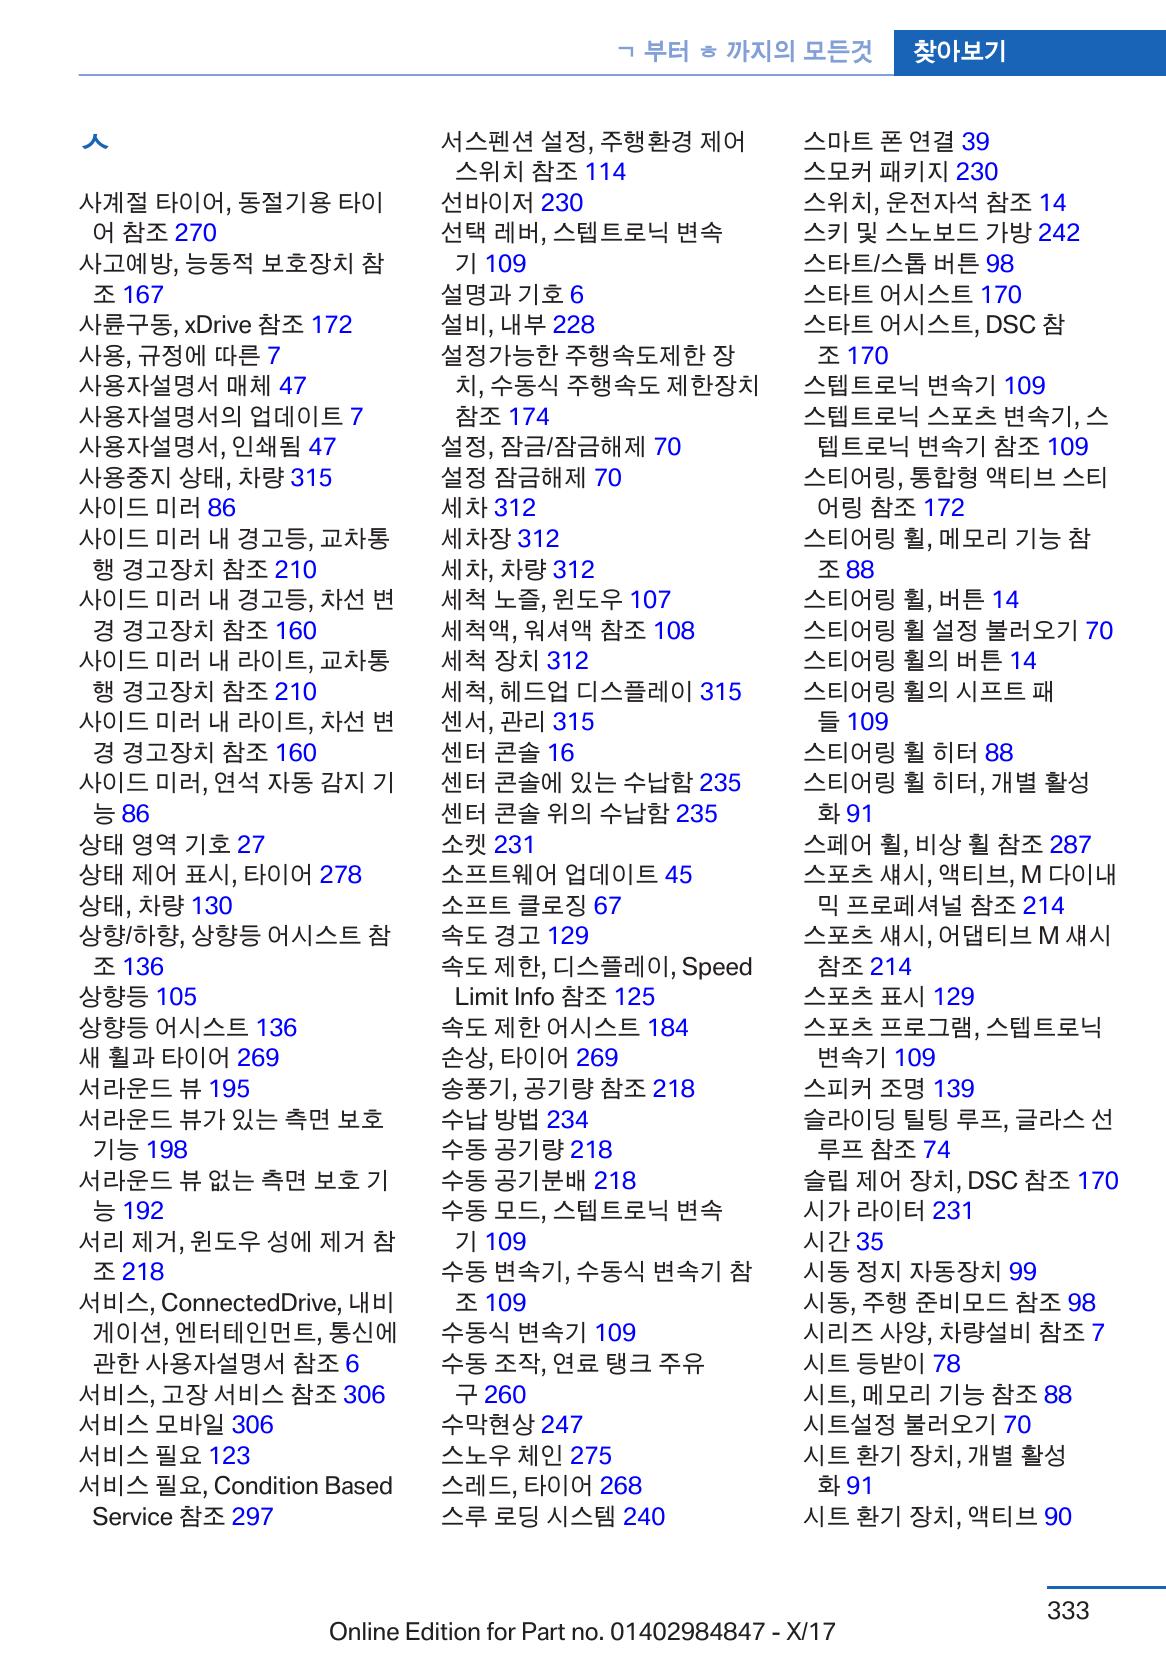 ㄱ 부터 ㅎ 까지의 모든것 찾아보기
ㅅ
사계절 타이어, 동절기용 타이
어 참조 270
사고예방, 능동적 보호장치 참
조 167
사륜구동, xDrive 참조 172
사용, 규정에 따른 7
사용자설명서 매체 47
사용자설명서의 업데이트 7
사용자설명서, 인쇄됨 47
사용중지 상태, 차량 315
사이드 미러 86
사이드 미러 내 경고등, 교차통
행 경고장치 참조 210
사이드 미러 내 경고등, 차선 변
경 경고장치 참조 160
사이드 미러 내 라이트, 교차통
행 경고장치 참조 210
사이드 미러 내 라이트, 차선 변
경 경고장치 참조 160
사이드 미러, 연석 자동 감지 기
능 86
상태 영역 기호 27
상태 제어 표시, 타이어 278
상태, 차량 130
상향/하향, 상향등 어시스트 참
조 136
상향등 105
상향등 어시스트 136
새 휠과 타이어 269
서라운드 뷰 195
서라운드 뷰가 있는 측면 보호
기능 198
서라운드 뷰 없는 측면 보호 기
능 192
서리 제거, 윈도우 성에 제거 참
조 218
서비스, ConnectedDrive, 내비
게이션, 엔터테인먼트, 통신에
관한 사용자설명서 참조 6
서비스, 고장 서비스 참조 306
서비스 모바일 306
서비스 필요 123
서비스 필요, Condition Based
Service 참조 297
서스펜션 설정, 주행환경 제어
스위치 참조 114
선바이저 230
선택 레버, 스텝트로닉 변속
기 109
설명과 기호 6
설비, 내부 228
설정가능한 주행속도제한 장
치, 수동식 주행속도 제한장치
참조 174
설정, 잠금/잠금해제 70
설정 잠금해제 70
세차 312
세차장 312
세차, 차량 312
세척 노즐, 윈도우 107
세척액, 워셔액 참조 108
세척 장치 312
세척, 헤드업 디스플레이 315
센서, 관리 315
센터 콘솔 16
센터 콘솔에 있는 수납함 235
센터 콘솔 위의 수납함 235
소켓 231
소프트웨어 업데이트 45
소프트 클로징 67
속도 경고 129
속도 제한, 디스플레이, Speed
Limit Info 참조 125
속도 제한 어시스트 184
손상, 타이어 269
송풍기, 공기량 참조 218
수납 방법 234
수동 공기량 218
수동 공기분배 218
수동 모드, 스텝트로닉 변속
기 109
수동 변속기, 수동식 변속기 참
조 109
수동식 변속기 109
수동 조작, 연료 탱크 주유
구 260
수막현상 247
스노우 체인 275
스레드, 타이어 268
스루 로딩 시스템 240
스마트 폰 연결 39
스모커 패키지 230
스위치, 운전자석 참조 14
스키 및 스노보드 가방 242
스타트/스톱 버튼 98
스타트 어시스트 170
스타트 어시스트, DSC 참
조 170
스텝트로닉 변속기 109
스텝트로닉 스포츠 변속기, 스
텝트로닉 변속기 참조 109
스티어링, 통합형 액티브 스티
어링 참조 172
스티어링 휠, 메모리 기능 참
조 88
스티어링 휠, 버튼 14
스티어링 휠 설정 불러오기 70
스티어링 휠의 버튼 14
스티어링 휠의 시프트 패
들 109
스티어링 휠 히터 88
스티어링 휠 히터, 개별 활성
화 91
스페어 휠, 비상 휠 참조 287
스포츠 섀시, 액티브, M 다이내
믹 프로페셔널 참조 214
스포츠 섀시, 어댑티브 M 섀시
참조 214
스포츠 표시 129
스포츠 프로그램, 스텝트로닉
변속기 109
스피커 조명 139
슬라이딩 틸팅 루프, 글라스 선
루프 참조 74
슬립 제어 장치, DSC 참조 170
시가 라이터 231
시간 35
시동 정지 자동장치 99
시동, 주행 준비모드 참조 98
시리즈 사양, 차량설비 참조 7
시트 등받이 78
시트, 메모리 기능 참조 88
시트설정 불러오기 70
시트 환기 장치, 개별 활성
화 91
시트 환기 장치, 액티브 90
333
Online Edition for Part no. 01402984847 - X/17